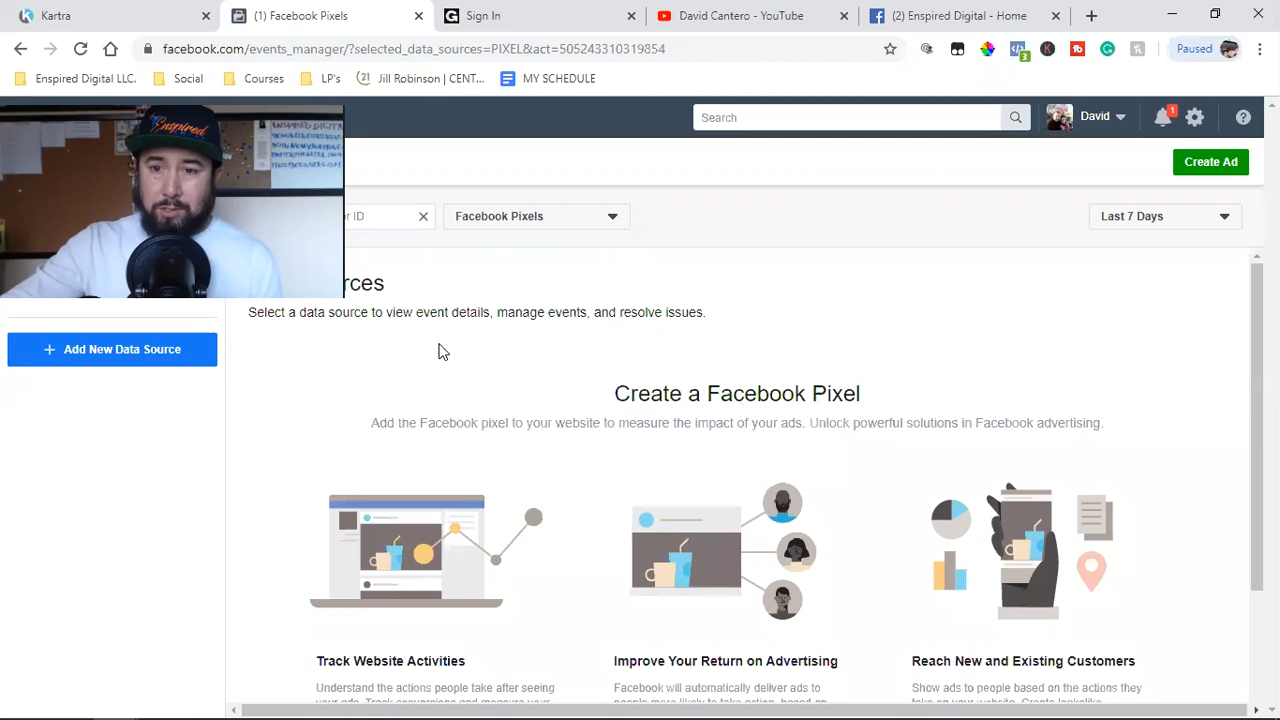 Kartra
(1) Facebook Pixels
Sign In
David Cantero - YouTube
(2) Enspired Digital - Home
facebook.com/events_manager/?selected_data_sources=PIXEL&act=505243310319854
3
Paused
Enspired Digital LLC.
Social
Courses
LP's
21
Jill Robinson | CENT...
MY SCHEDULE
Search
David
1
Create Ad
or ID
Facebook Pixels
Last 7 Days
rces
Select a data source to view event details, manage events, and resolve issues.
+ Add New Data Source
Create a Facebook Pixel
Add the Facebook pixel to your website to measure the impact of your ads. Unlock powerful solutions in Facebook advertising.
Track Website Activities
Improve Your Return on Advertising
Reach New and Existing Customers
Understand the actions people take after seeing
Facebook will automatically deliver ads to
Show ads to people based on the actions they
Enspired